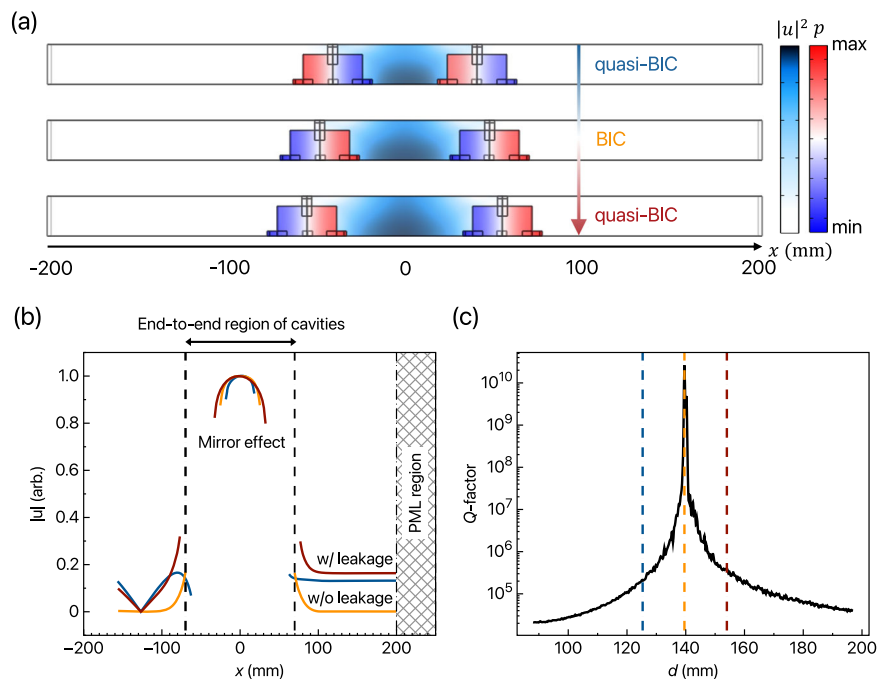 (a)
|u|² p
max
min
quasi-BIC
BIC
quasi-BIC
x (mm)
-200 -100 0 100 200
(b)
End-to-end region of cavities
1.0
0.8
0.6
0.4
0.2
0
|u| (arb.)
Mirror effect
w/ leakage
w/o leakage
PML region
−200 −100 0 100 200
x (mm)
(c)
10¹⁰
10⁹
10⁸
10⁷
10⁶
10⁵
Q-factor
100 120 140 160 180 200
d (mm)